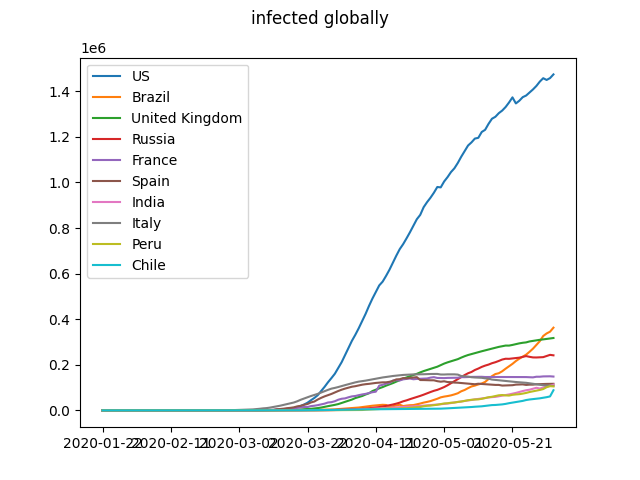 infected globally
1e6
US
Brazil
United Kingdom
Russia
France
Spain
India
Italy
Peru
Chile
1.4
1.2
1.0
0.8
0.6
0.4
0.2
0.0
2020-01-22 2020-02-11 2020-03-02 2020-03-22 2020-04-11 2020-05-01 2020-05-21